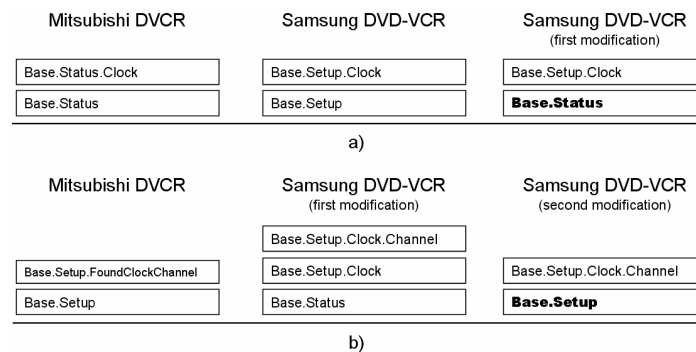 Mitsubishi DVCR Samsung DVD-VCR Samsung DVD-VCR
(first modification)
Base.Status.Clock Base.Setup.Clock Base.Setup.Clock
Base.Status Base.Setup Base.Status
a)
Mitsubishi DVCR Samsung DVD-VCR Samsung DVD-VCR
(first modification) (second modification)
Base.Setup.Clock.Channel
Base.Setup.FoundClockChannel Base.Setup.Clock Base.Setup.Clock.Channel
Base.Setup Base.Status Base.Setup
b)